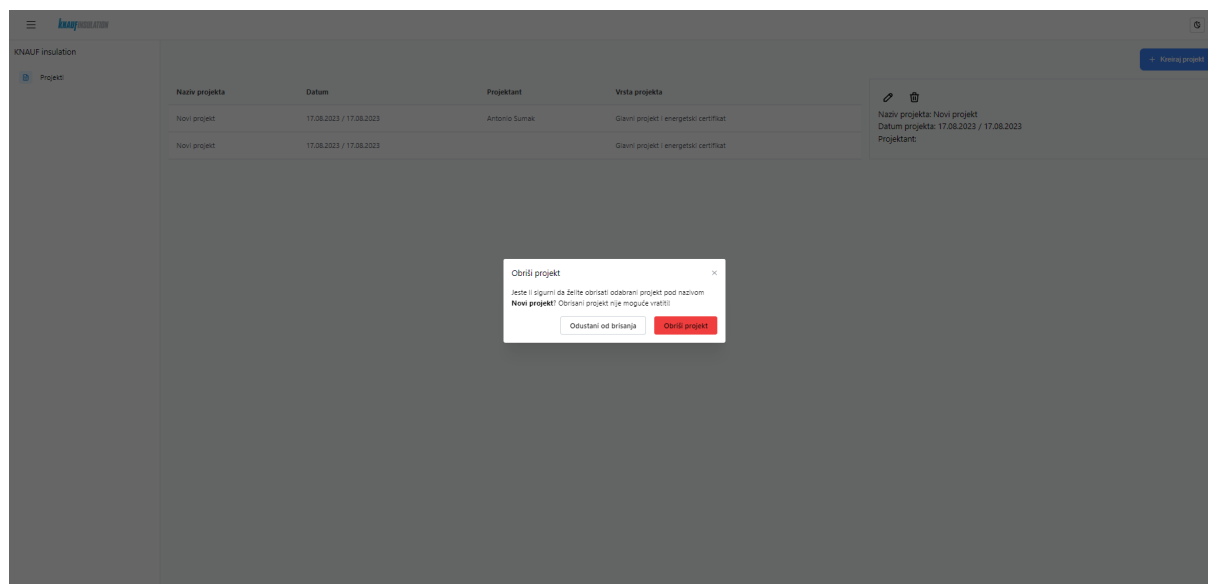 KNAUFINSULATION
KNAUF insulation
Projekti
+ Kreiraj projekt
Naziv projekta Datum Projektant Vrsta projekta
Novi projekt 17.08.2023 / 17.08.2023 Antonio Sumak Glavni projekt i energetski certifikat
Novi projekt 17.08.2023 / 17.08.2023 Glavni projekt i energetski certifikat
Naziv projekta: Novi projekt
Datum projekta: 17.08.2023 / 17.08.2023
Projektant:
Obriši projekt
Jeste li sigurni da želite obrisati odabrani projekt pod nazivom
Novi projekt? Obrisani projekt nije moguće vratiti!
Odustani od brisanja
Obriši projekt